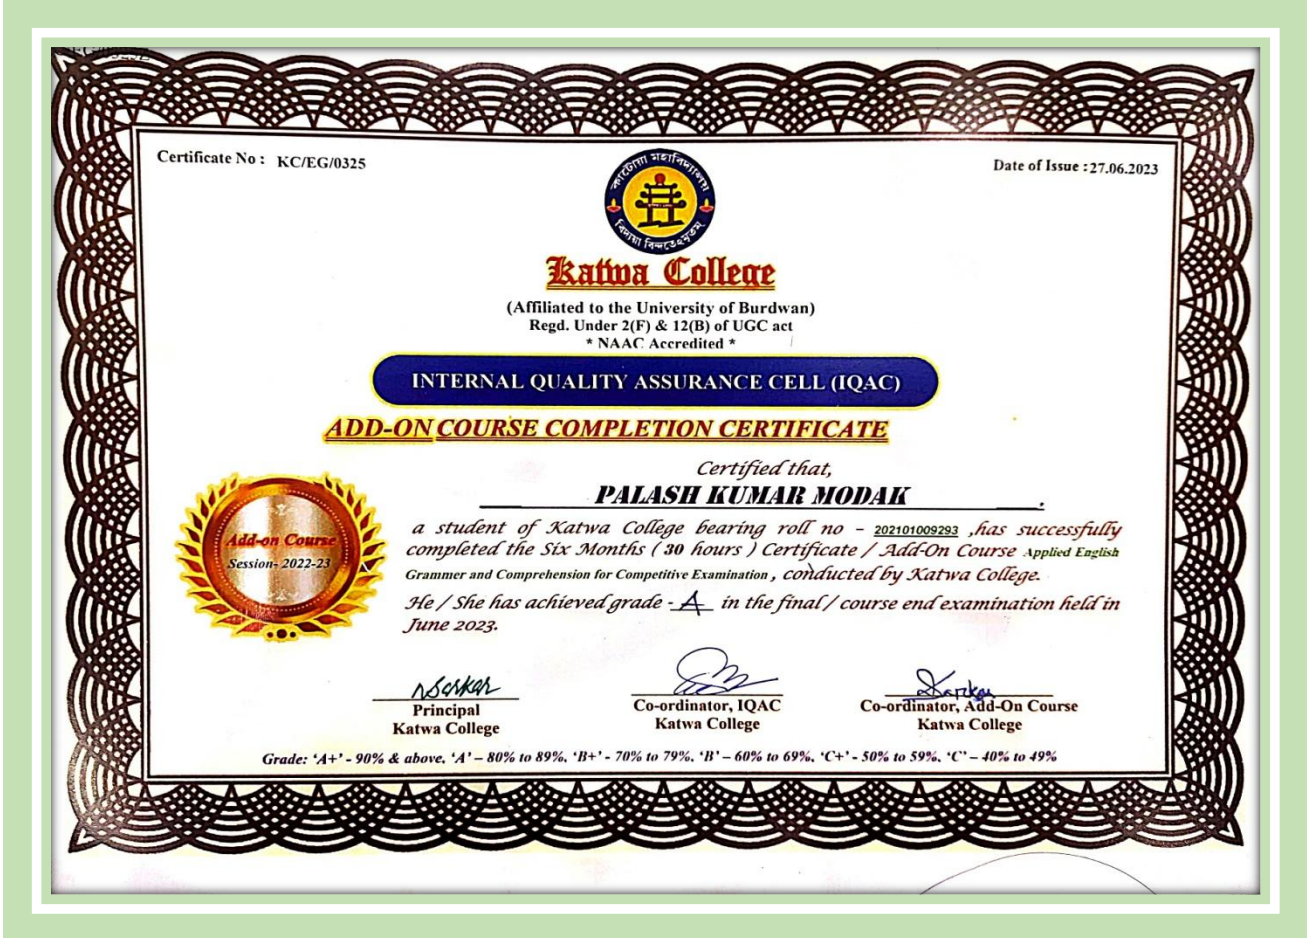 Certificate No : KC/EG/0325
Date of Issue : 27.06.2023
কাটোয়া মহাবিদ্যালয়
Katwa College
(Affiliated to the University of Burdwan)
Regd. Under 2(F) & 12(B) of UGC act
* NAAC Accredited *
INTERNAL QUALITY ASSURANCE CELL (IQAC)
ADD-ON COURSE COMPLETION CERTIFICATE
Certified that,
PALASH KUMAR MODAK .
a student of Katwa College bearing roll no - 202101009293 ,has successfully
completed the Six Months ( 30 hours ) Certificate / Add-On Course Applied English
Grammer and Comprehension for Competitive Examination , conducted by Katwa College.
He / She has achieved grade - A in the final / course end examination held in
June 2023.
Add-on Course
Session- 2022-23
NSarkar
Principal
Katwa College
Co-ordinator, IQAC
Katwa College
Sarkar
Co-ordinator, Add-On Course
Katwa College
Grade: ‘A+’ - 90% & above, ‘A’ – 80% to 89%, ‘B+’ - 70% to 79%, ‘B’ – 60% to 69%, ‘C+’ - 50% to 59%, ‘C’ – 40% to 49%